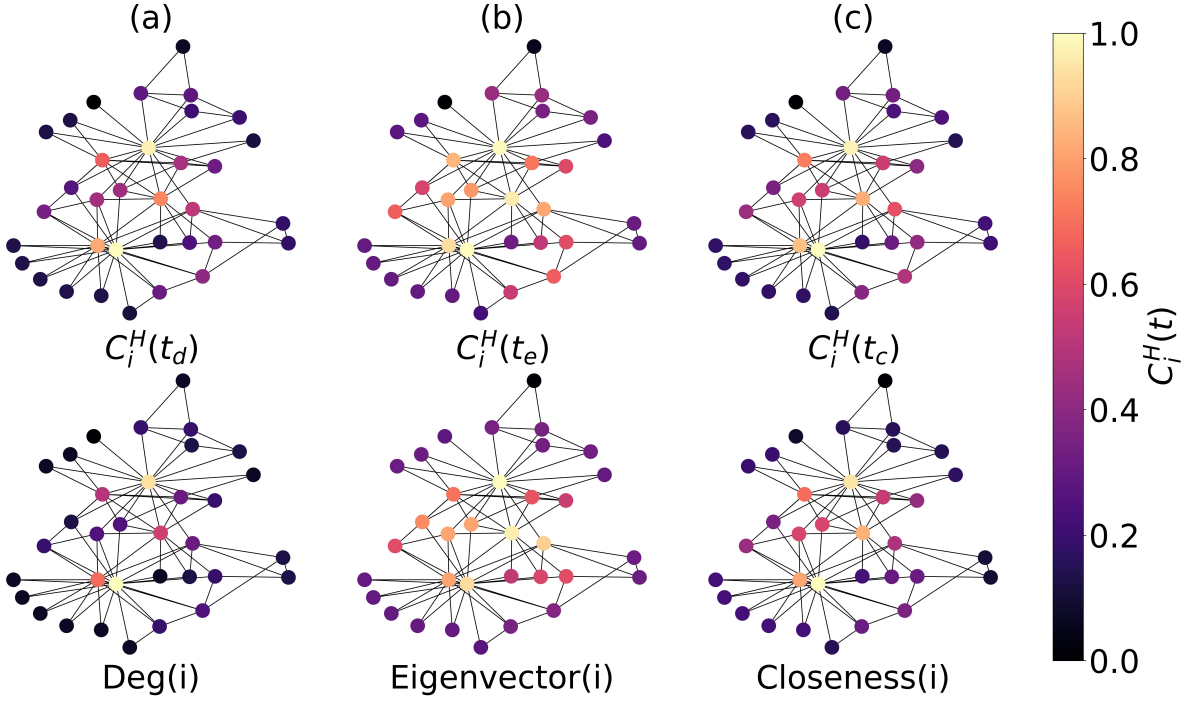 (a) (b) (c)
C_i^H(t_d) C_i^H(t_e) C_i^H(t_c)
Deg(i) Eigenvector(i) Closeness(i)
1.0
0.8
0.6
0.4
0.2
0.0
C_i^H(t)